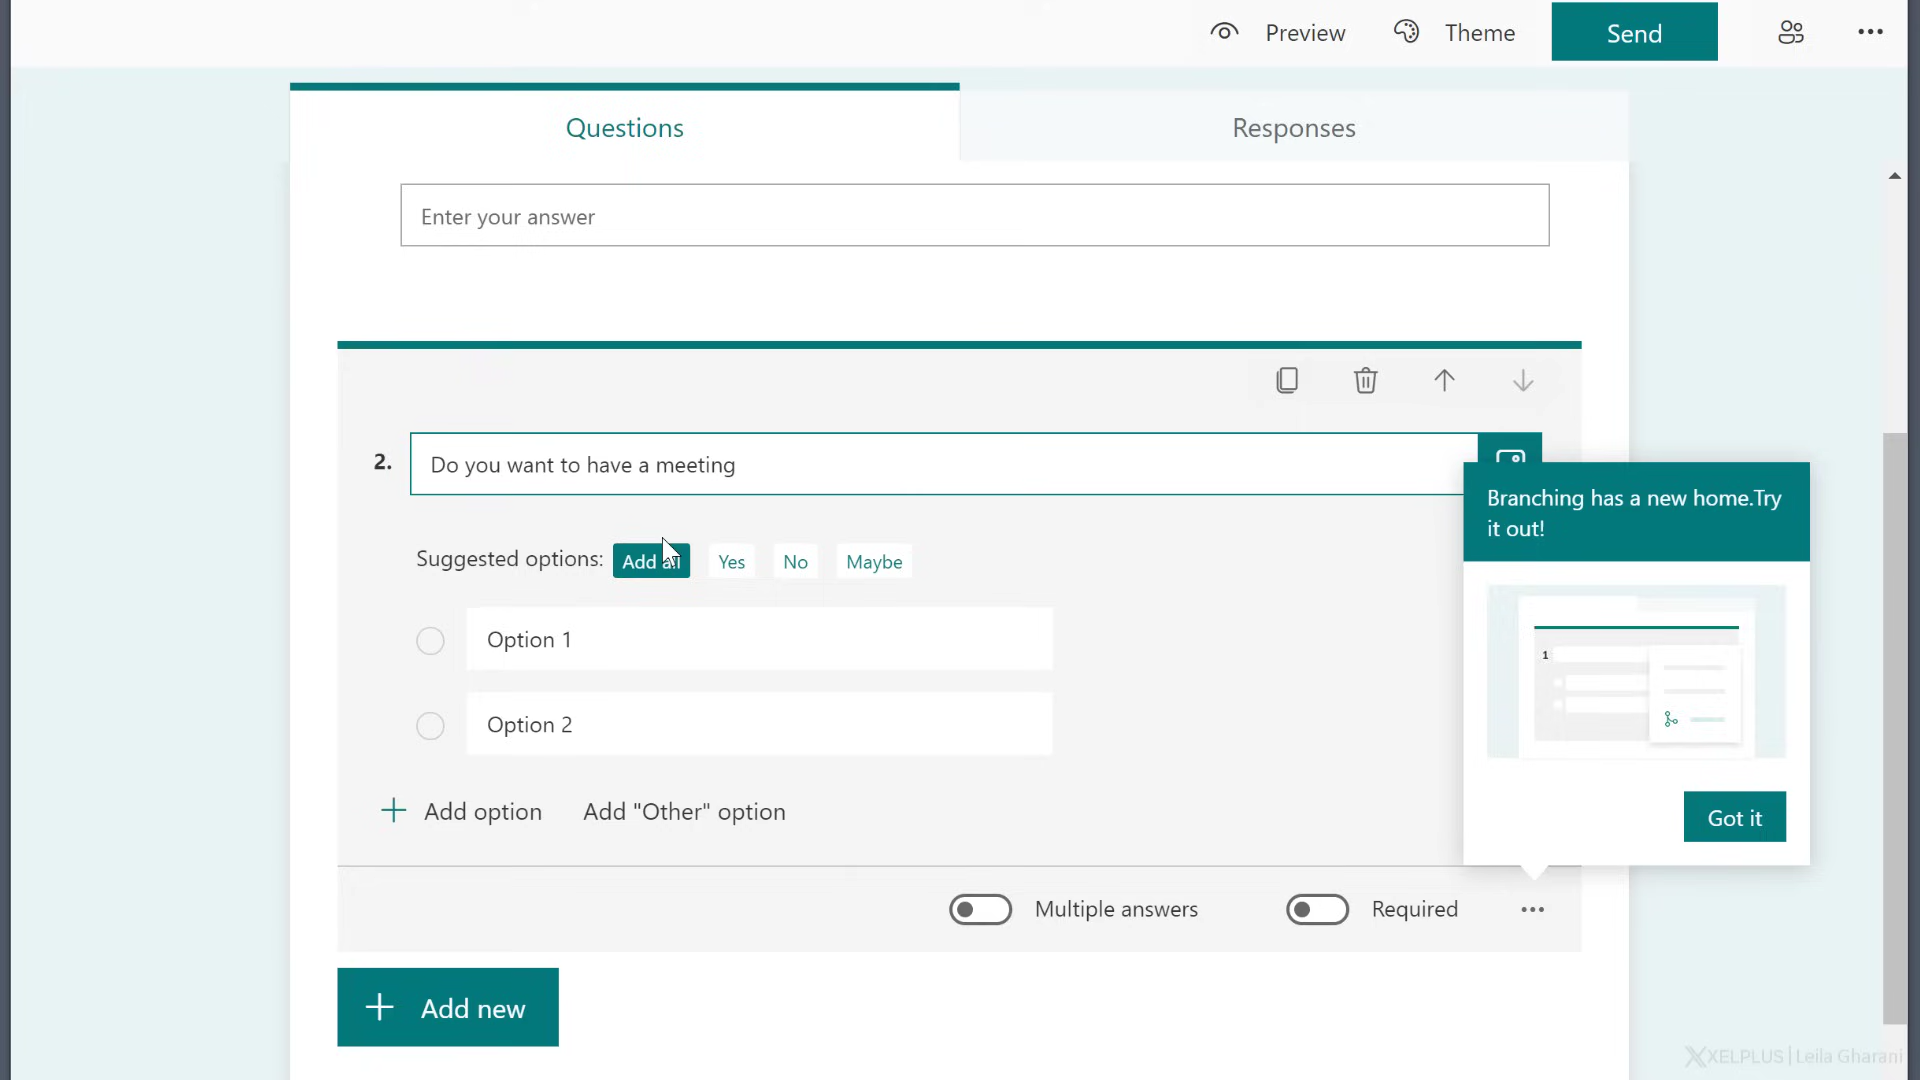 Preview
Theme
Send
Questions
Responses
Enter your answer
2.
Do you want to have a meeting
Branching has a new home.Try
it out!
Suggested options:
Add all
Yes
No
Maybe
1
Option 1
Option 2
Add option
Add "Other" option
Got it
Multiple answers
Required
Add new
XELPLUS | Leila Gharani